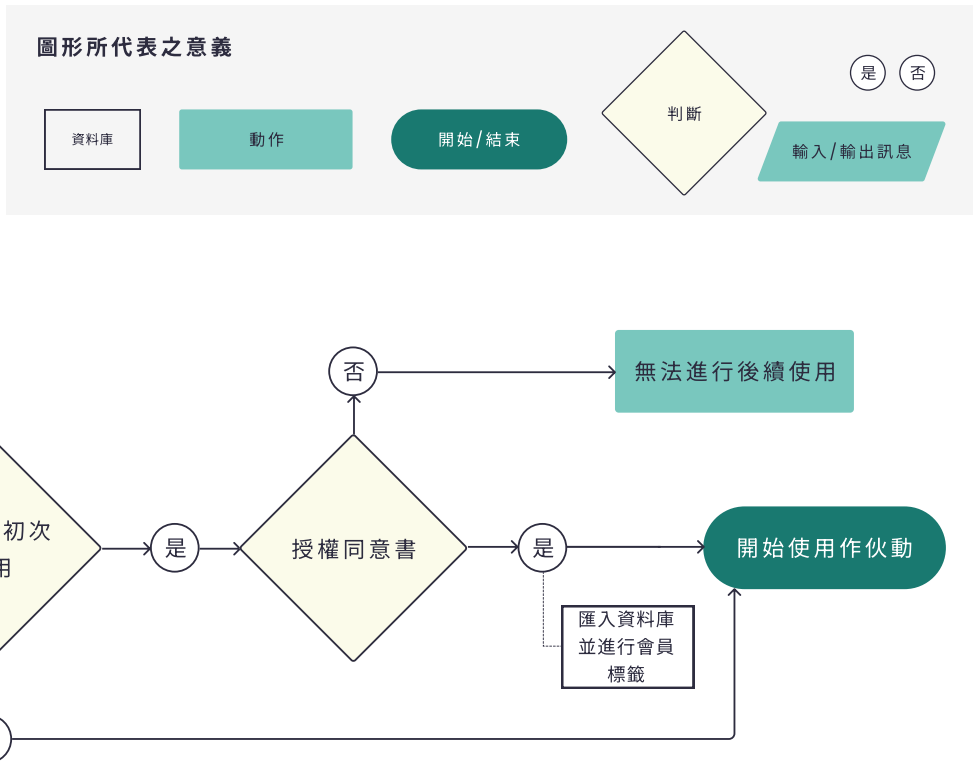 圖形所代表之意義
資料庫
動作
開始/結束
判斷
是
否
輸入/輸出訊息
否
無法進行後續使用
初次
用
是
授權同意書
是
開始使用作伙動
匯入資料庫
並進行會員
標籤